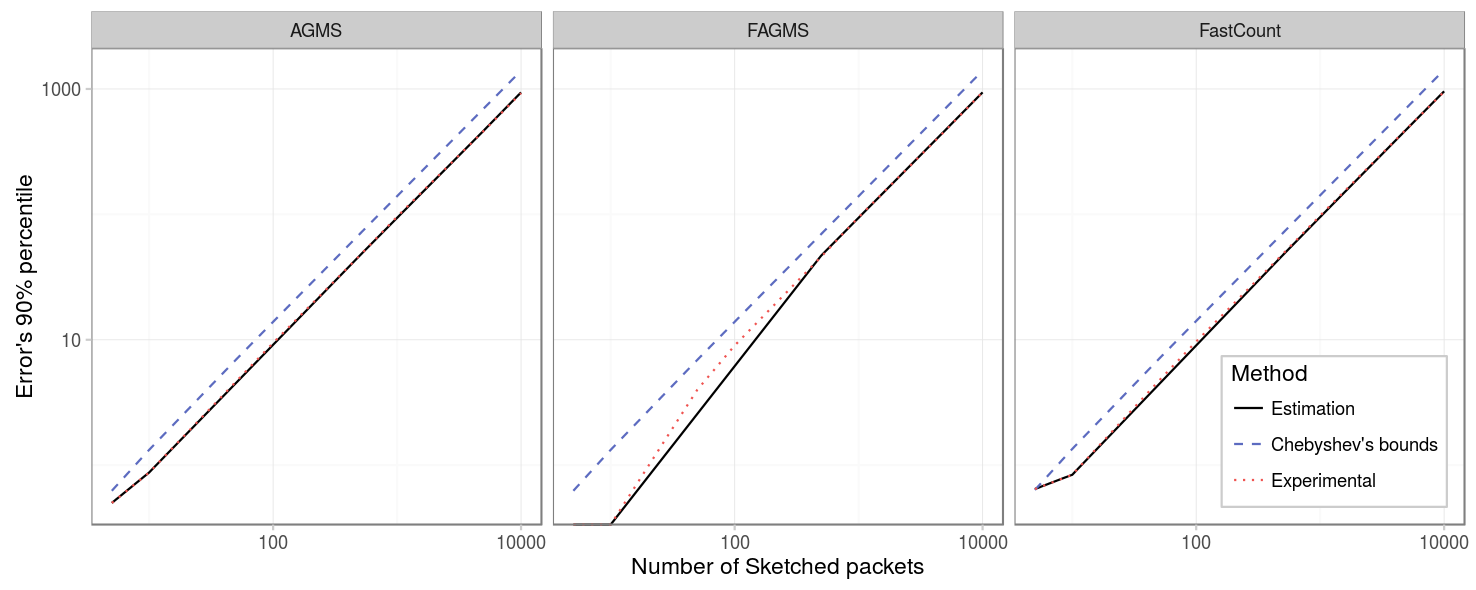 AGMS
FAGMS
FastCount
Error's 90% percentile
1000
10
100
10000
100
10000
100
10000
Number of Sketched packets
Method
Estimation
Chebyshev's bounds
Experimental